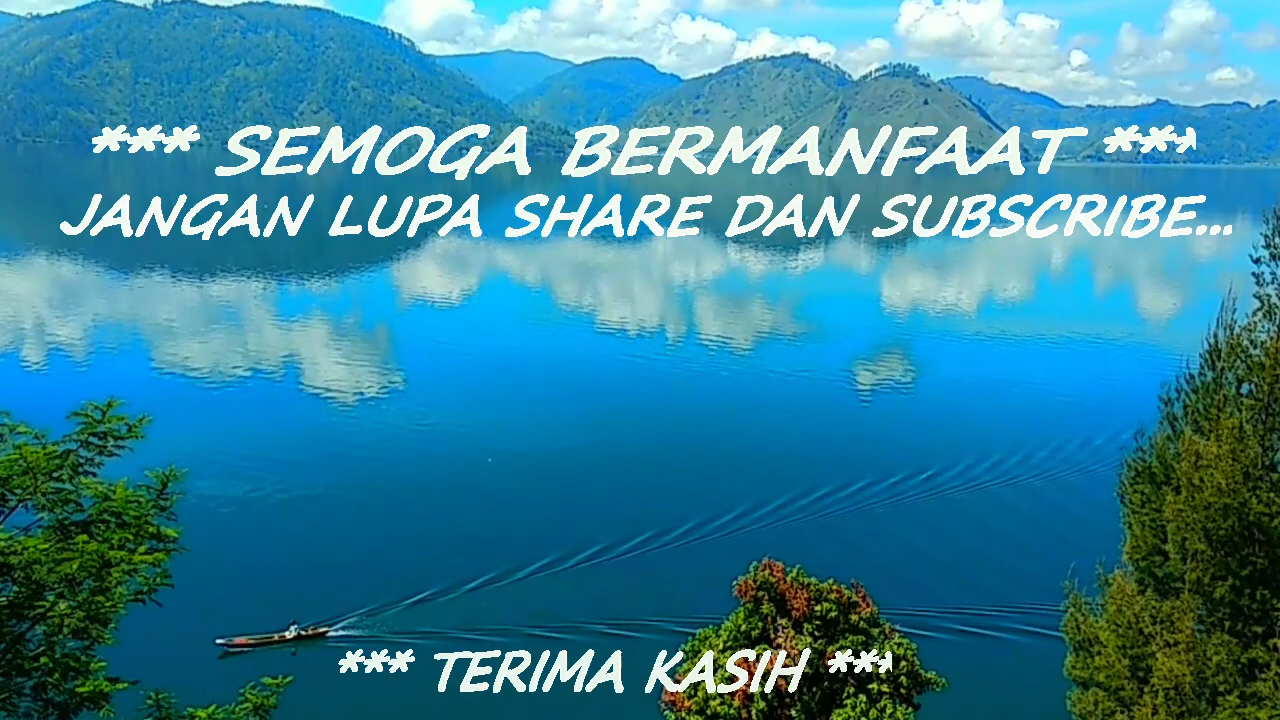 *** SEMOGA BERMANFAAT ***
JANGAN LUPA SHARE DAN SUBSCRIBE...
*** TERIMA KASIH ***